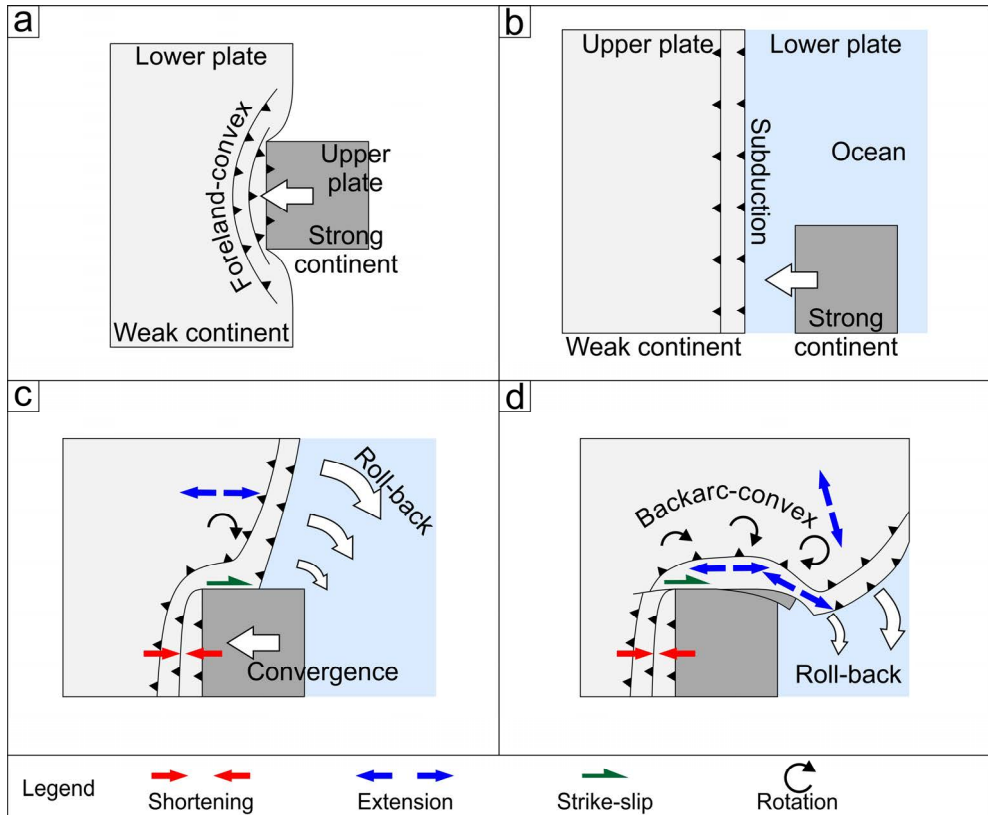 a
Lower plate
Foreland-convex
Upper
plate
Strong
continent
Weak continent
b
Upper plate
Lower plate
Subduction
Ocean
Strong
continent
Weak continent
c
Roll-back
Convergence
d
Backarc-convex
Roll-back
Legend
Shortening
Extension
Strike-slip
Rotation